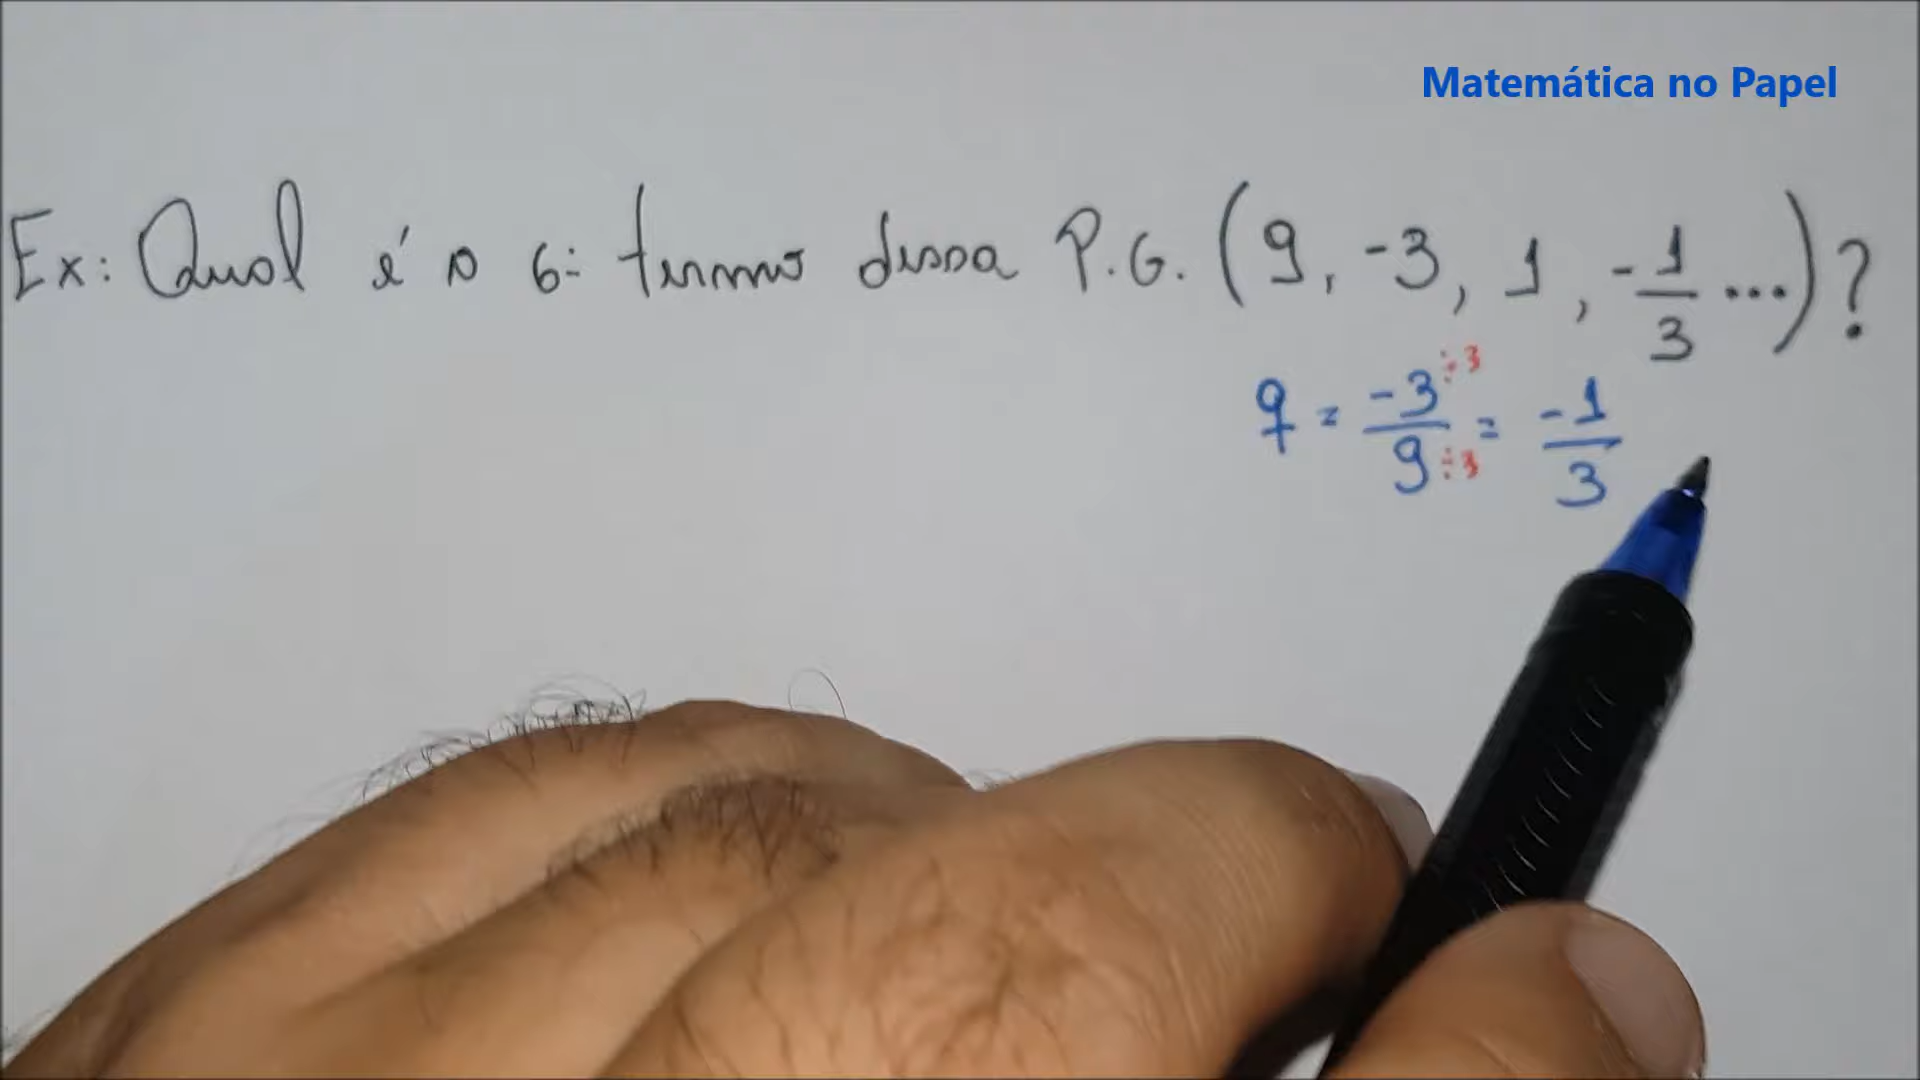 Matemática no Papel
Ex: Qual é o 6º termo dessa P.G. (9, -3, 1, -1/3 ...)?
q = -3÷3/9÷3 = -1/3